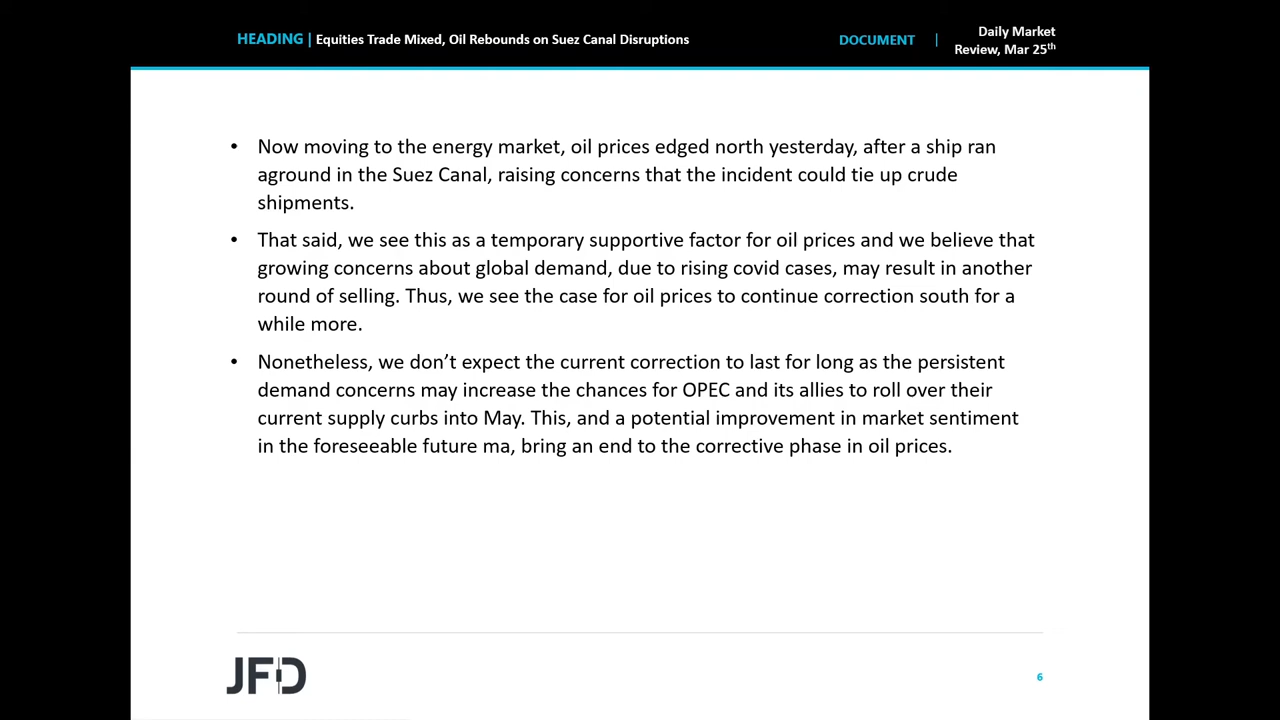 HEADING | Equities Trade Mixed, Oil Rebounds on Suez Canal Disruptions
DOCUMENT |
Daily Market
Review, Mar 25th
• Now moving to the energy market, oil prices edged north yesterday, after a ship ran
aground in the Suez Canal, raising concerns that the incident could tie up crude
shipments.
• That said, we see this as a temporary supportive factor for oil prices and we believe that
growing concerns about global demand, due to rising covid cases, may result in another
round of selling. Thus, we see the case for oil prices to continue correction south for a
while more.
• Nonetheless, we don’t expect the current correction to last for long as the persistent
demand concerns may increase the chances for OPEC and its allies to roll over their
current supply curbs into May. This, and a potential improvement in market sentiment
in the foreseeable future ma, bring an end to the corrective phase in oil prices.
JFD
6